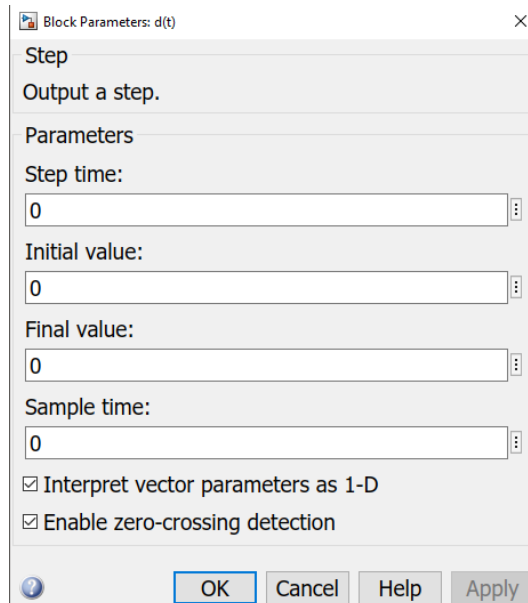 Block Parameters: d(t)
Step
Output a step.
Parameters
Step time:
0
Initial value:
0
Final value:
0
Sample time:
0
Interpret vector parameters as 1-D
Enable zero-crossing detection
OK Cancel Help Apply